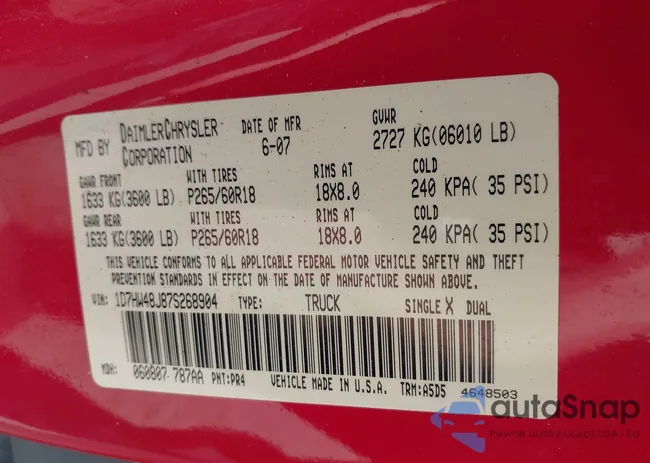 MFD BY DAIMLERCHRYSLER CORPORATION DATE OF MFR 6-07 GVWR 2727 KG(06010 LB)
GAWR FRONT WITH TIRES RIMS AT COLD
1633 KG(3600 LB) P265/60R18 18X8.0 240 KPA( 35 PSI)
GAWR REAR WITH TIRES RIMS AT COLD
1633 KG(3600 LB) P265/60R18 18X8.0 240 KPA( 35 PSI)
THIS VEHICLE CONFORMS TO ALL APPLICABLE FEDERAL MOTOR VEHICLE SAFETY AND THEFT
PREVENTION STANDARDS IN EFFECT ON THE DATE OF MANUFACTURE SHOWN ABOVE.
VIN: 1D7HW48J87S268904 TYPE: TRUCK SINGLE X DUAL
MDH: 060807 787AA PNT:PR4 VEHICLE MADE IN U.S.A. TRM:A5D5 4648503
autoSnap